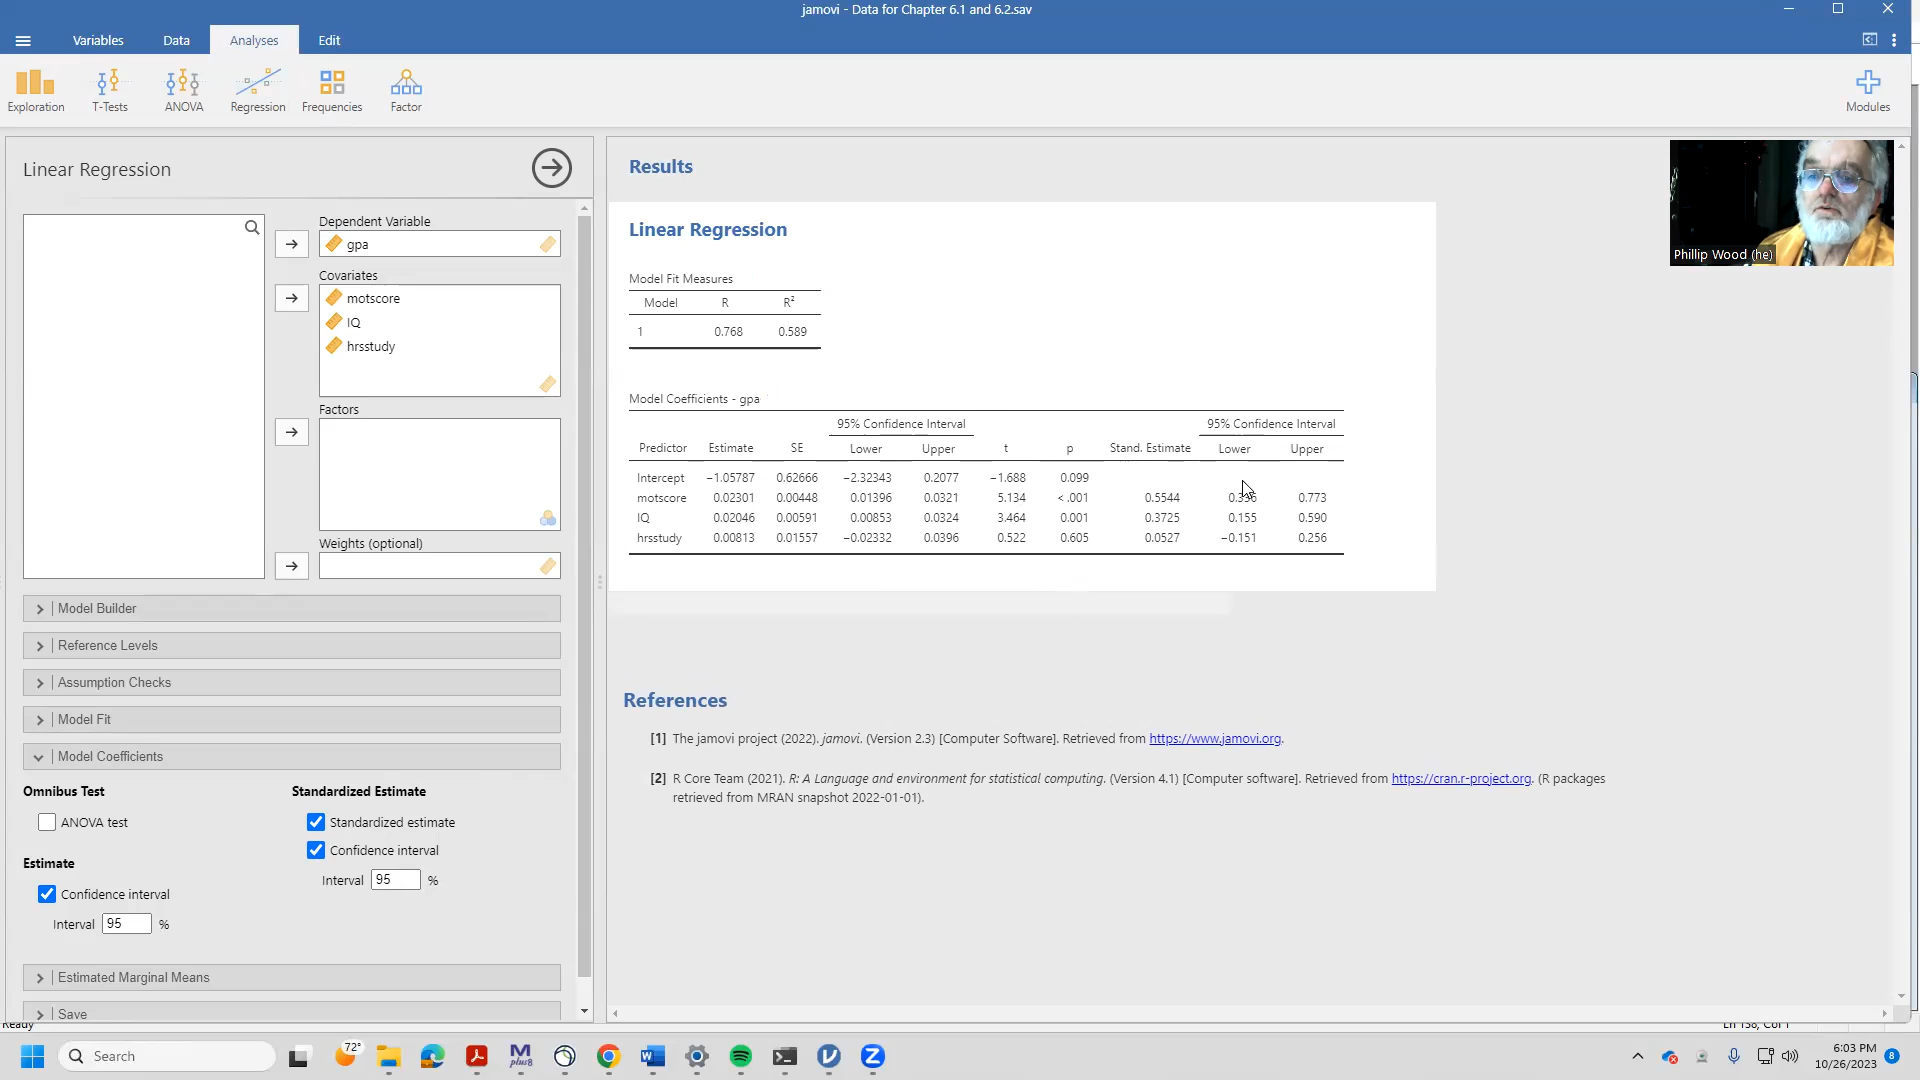 jamovi - Data for Chapter 6.1 and 6.2.sav
Variables Data Analyses Edit
Exploration T-Tests ANOVA Regression Frequencies Factor Modules
Linear Regression
Dependent Variable
gpa
Covariates
motscore
IQ
hrsstudy
Factors
Weights (optional)
Model Builder
Reference Levels
Assumption Checks
Model Fit
Model Coefficients
Omnibus Test
ANOVA test
Estimate
Confidence interval
Interval 95 %
Standardized Estimate
Standardized estimate
Confidence interval
Interval 95 %
Estimated Marginal Means
Save
Results
Linear Regression
Model Fit Measures
Model R R²
1 0.768 0.589
Model Coefficients - gpa
95% Confidence Interval 95% Confidence Interval
Predictor Estimate SE Lower Upper t p Stand. Estimate Lower Upper
Intercept −1.05787 0.62666 −2.32343 0.2077 −1.688 0.099
motscore 0.02301 0.00448 0.01396 0.0321 5.134 < .001 0.5544 0.773
IQ 0.02046 0.00591 0.00853 0.0324 3.464 0.001 0.3725 0.155 0.590
hrsstudy 0.00813 0.01557 −0.02332 0.0396 0.522 0.605 0.0527 −0.151 0.256
References
[1] The jamovi project (2022). jamovi. (Version 2.3) [Computer Software]. Retrieved from https://www.jamovi.org.
[2] R Core Team (2021). R: A Language and environment for statistical computing. (Version 4.1) [Computer software]. Retrieved from https://cran.r-project.org. (R packages
retrieved from MRAN snapshot 2022-01-01).
Phillip Wood (he)
Ready
Search
72°
M
plus8
6:03 PM
10/26/2023
8